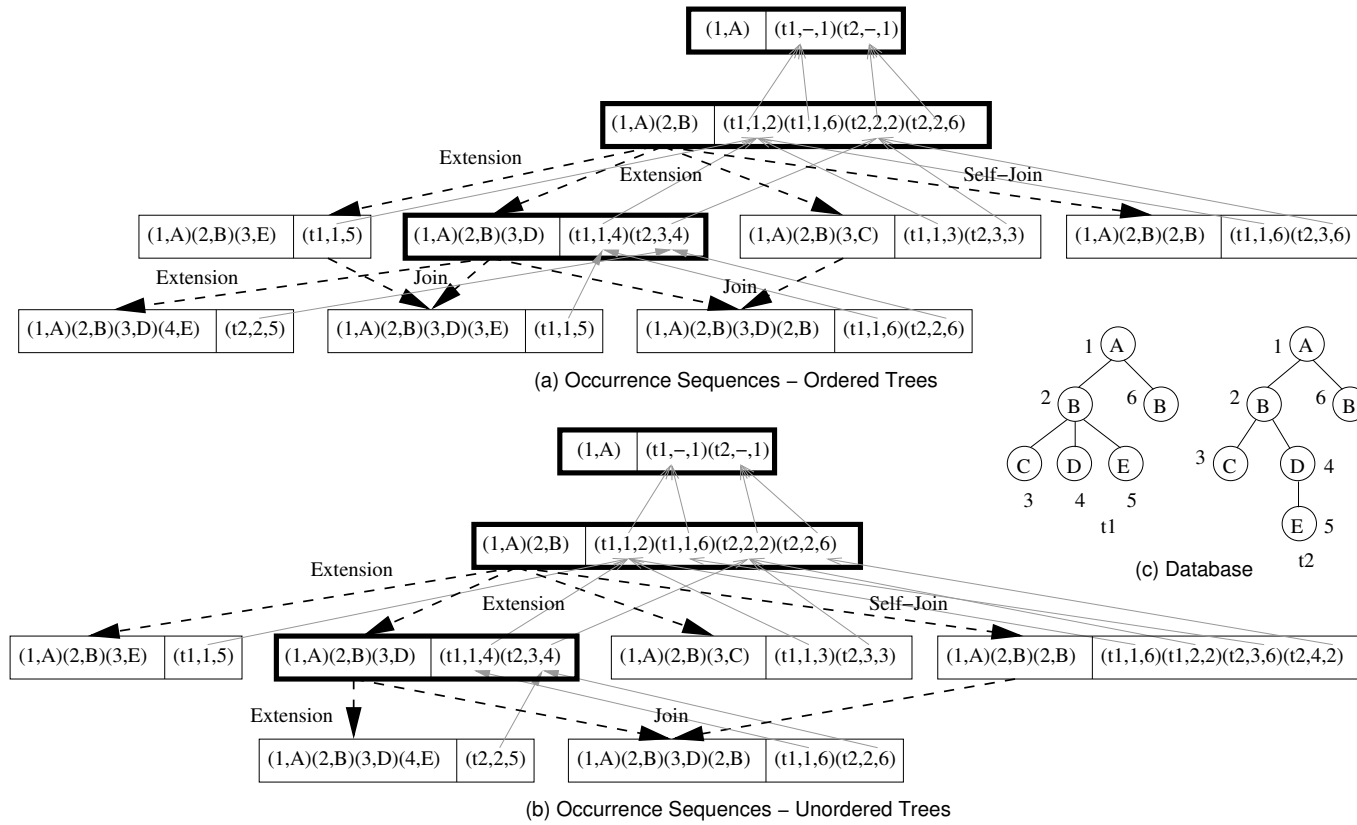 (1,A) (t1,−,1)(t2,−,1)
(1,A)(2,B) (t1,1,2)(t1,1,6)(t2,2,2)(t2,2,6)
Extension
Extension
Self−Join
(1,A)(2,B)(3,E) (t1,1,5)
(1,A)(2,B)(3,D) (t1,1,4)(t2,3,4)
(1,A)(2,B)(3,C) (t1,1,3)(t2,3,3)
(1,A)(2,B)(2,B) (t1,1,6)(t2,3,6)
Extension
Join
Join
(1,A)(2,B)(3,D)(4,E) (t2,2,5)
(1,A)(2,B)(3,D)(3,E) (t1,1,5)
(1,A)(2,B)(3,D)(2,B) (t1,1,6)(t2,2,6)
(a) Occurrence Sequences − Ordered Trees
1 A
2 B
6 B
C D E
3 4 5
t1
1 A
2 B
6 B
3 C
D 4
E 5
t2
(c) Database
(1,A) (t1,−,1)(t2,−,1)
(1,A)(2,B) (t1,1,2)(t1,1,6)(t2,2,2)(t2,2,6)
Extension
Extension
Self−Join
(1,A)(2,B)(3,E) (t1,1,5)
(1,A)(2,B)(3,D) (t1,1,4)(t2,3,4)
(1,A)(2,B)(3,C) (t1,1,3)(t2,3,3)
(1,A)(2,B)(2,B) (t1,1,6)(t1,2,2)(t2,3,6)(t2,4,2)
Extension
Join
(1,A)(2,B)(3,D)(4,E) (t2,2,5)
(1,A)(2,B)(3,D)(2,B) (t1,1,6)(t2,2,6)
(b) Occurrence Sequences − Unordered Trees